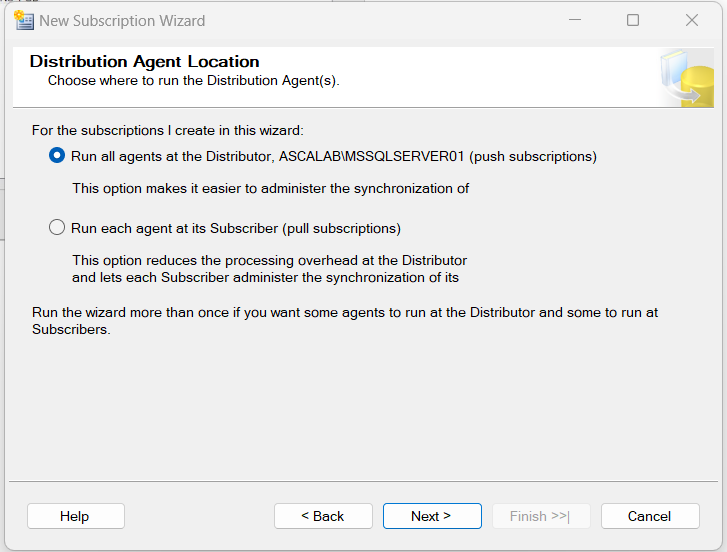 New Subscription Wizard
Distribution Agent Location
Choose where to run the Distribution Agent(s).
For the subscriptions I create in this wizard:
Run all agents at the Distributor, ASCALAB\MSSQLSERVER01 (push subscriptions)
This option makes it easier to administer the synchronization of
Run each agent at its Subscriber (pull subscriptions)
This option reduces the processing overhead at the Distributor
and lets each Subscriber administer the synchronization of its
Run the wizard more than once if you want some agents to run at the Distributor and some to run at
Subscribers.
Help
< Back
Next >
Finish >>|
Cancel